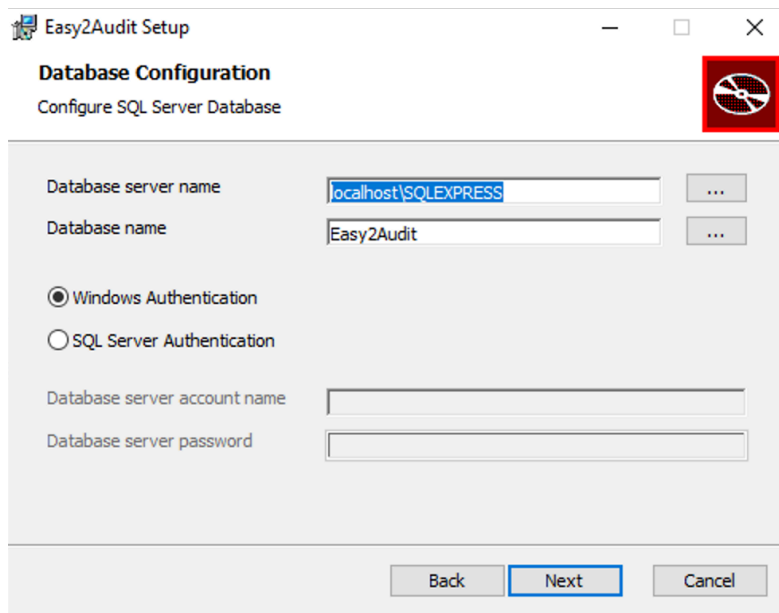 Easy2Audit Setup
Database Configuration
Configure SQL Server Database
Database server name
localhost\SQLEXPRESS
...
Database name
Easy2Audit
...
Windows Authentication
SQL Server Authentication
Database server account name
Database server password
Back
Next
Cancel